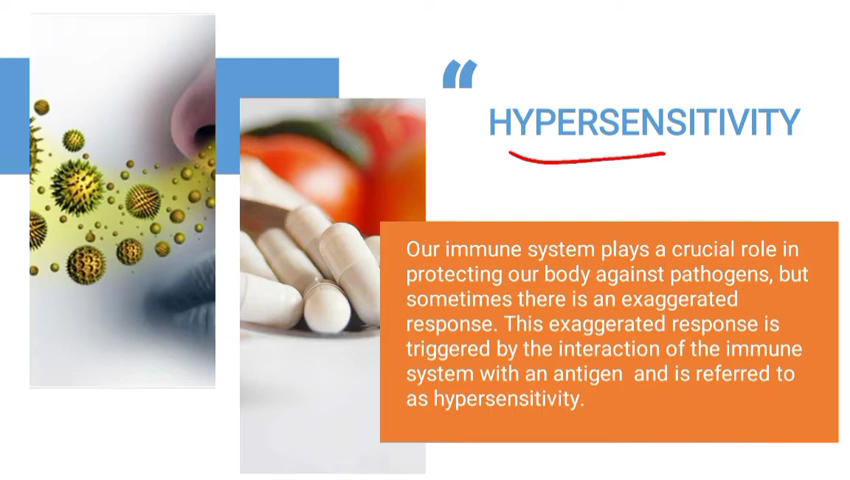 “
HYPERSENSITIVITY
Our immune system plays a crucial role in
protecting our body against pathogens, but
sometimes there is an exaggerated
response. This exaggerated response is
triggered by the interaction of the immune
system with an antigen  and is referred to
as hypersensitivity.